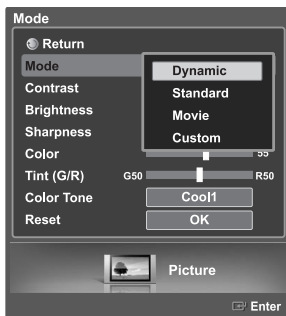 Mode
Return
Mode
Dynamic
Contrast
Standard
Brightness
Movie
Sharpness
Custom
Color 55
Tint (G/R) G50 R50
Color Tone Cool1
Reset OK
Picture
Enter